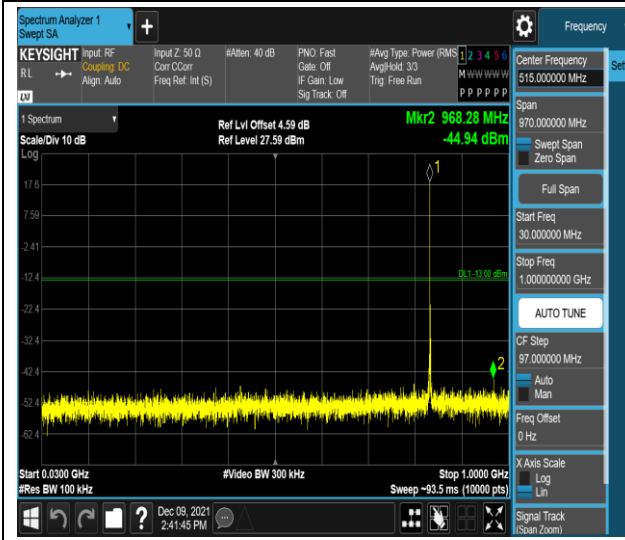 Spectrum Analyzer 1
Swept SA
Frequency
KEYSIGHT
RL
LXI
Input: RF
Coupling: DC
Align: Auto
Input Z: 50 Ω
Corr CCorr
Freq Ref: Int (S)
#Atten: 40 dB
PNO: Fast
Gate: Off
IF Gain: Low
Sig Track: Off
#Avg Type: Power (RMS
Avg|Hold: 3/3
Trig: Free Run
1 2 3 4 5 6
M W W W W W
P P P P P P
1 Spectrum
Scale/Div 10 dB
Log
Ref Lvl Offset 4.59 dB
Ref Level 27.59 dBm
Mkr2 968.28 MHz
-44.94 dBm
1
17.6
7.59
-2.41
-12.4
DL1 -13.00 dBm
-22.4
-32.4
-42.4
2
-52.4
-62.4
Start 0.0300 GHz
#Res BW 100 kHz
#Video BW 300 kHz
Stop 1.0000 GHz
Sweep ~93.5 ms (10000 pts)
?
Dec 09, 2021
2:41:45 PM
Center Frequency
515.000000 MHz
Set
Span
970.000000 MHz
Swept Span
Zero Span
Full Span
Start Freq
30.000000 MHz
Stop Freq
1.000000000 GHz
AUTO TUNE
CF Step
97.000000 MHz
Auto
Man
Freq Offset
0 Hz
X Axis Scale
Log
Lin
Signal Track
(Span Zoom)